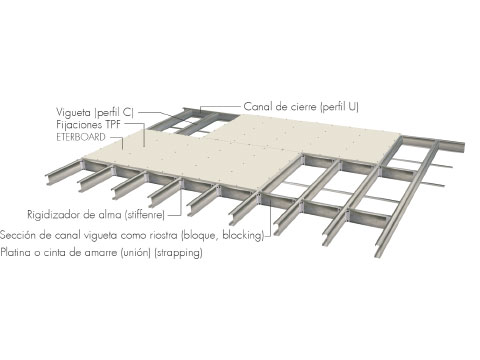 Canal de cierre (perfil U)
Vigueta (perfil C)
Fijaciones TPF
ETERBOARD
Rigidizador de alma (stiffenre)
Sección de canal vigueta como riostra (bloque, blocking)
Platina o cinta de amarre (unión) (strapping)